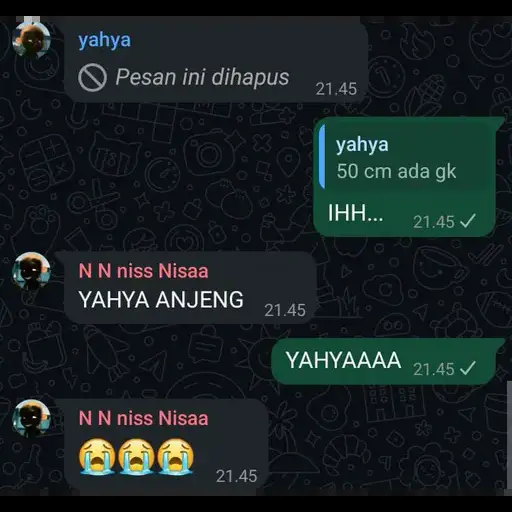 yahya
Pesan ini dihapus
21.45
yahya
50 cm ada gk
IHH...
21.45
N N niss Nisaa
YAHYA ANJENG
21.45
YAHYAAAA
21.45
N N niss Nisaa
😭😭😭
21.45